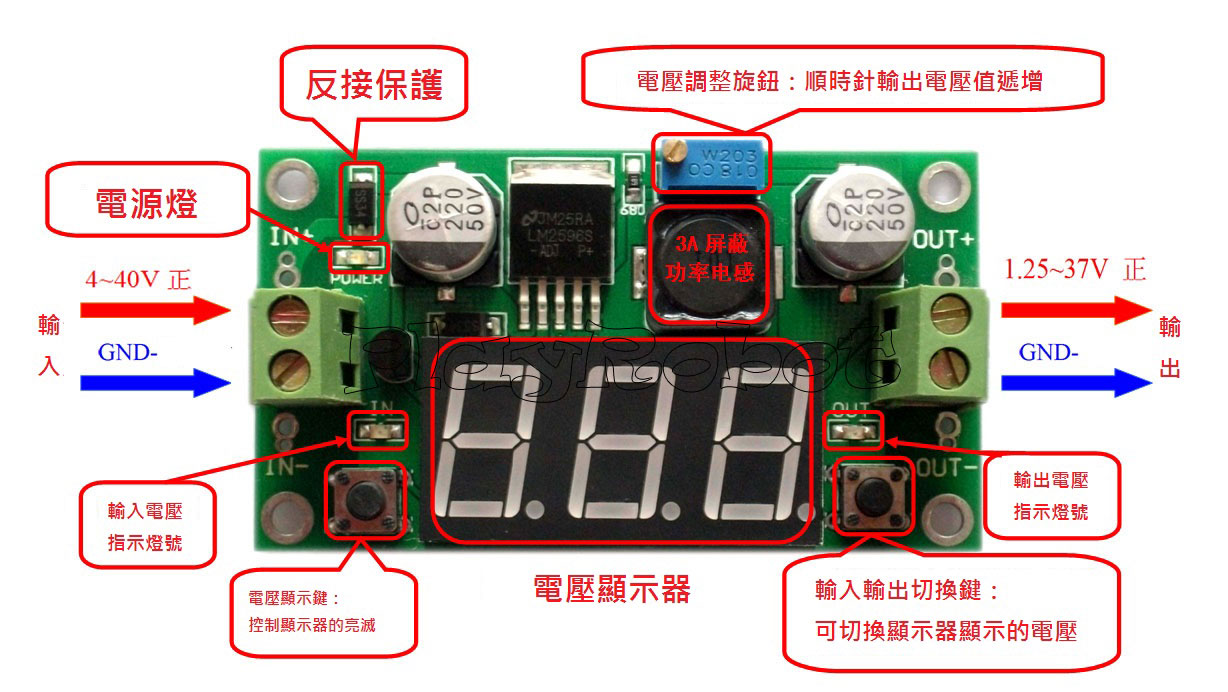 反接保護
電壓調整旋鈕：順時針輸出電壓值遞增
電源燈
W203
018CO
SS34
C2P
220
50V
JM25RA
LM2596S
-ADJ P+
680
C2P
220
50V
3A 屏蔽
功率电感
IN+
OUT+
POWER
4~40V 正
1.25~37V 正
輸入
GND-
輸出
GND-
PlayRobot
IN
OUT
IN-
OUT-
輸入電壓
指示燈號
輸出電壓
指示燈號
電壓顯示鍵：
控制顯示器的亮滅
電壓顯示器
輸入輸出切換鍵：
可切換顯示器顯示的電壓